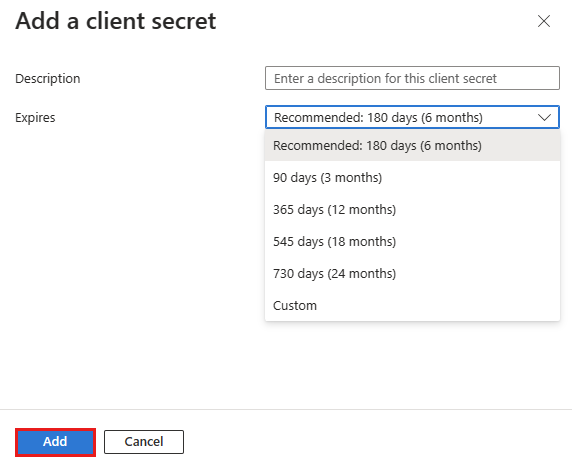 Add a client secret
Description
Enter a description for this client secret
Expires
Recommended: 180 days (6 months)
Recommended: 180 days (6 months)
90 days (3 months)
365 days (12 months)
545 days (18 months)
730 days (24 months)
Custom
Add
Cancel